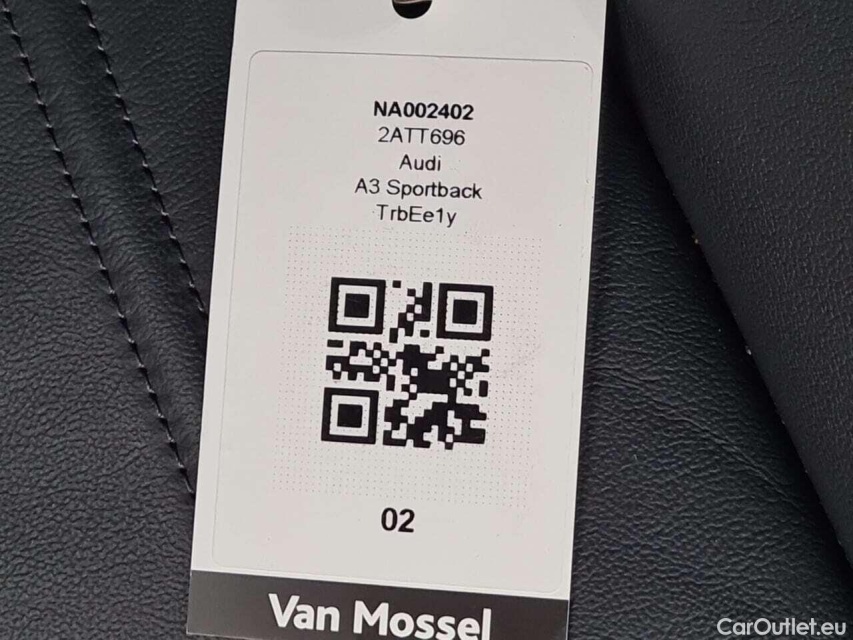 NA002402
2ATT696
Audi
A3 Sportback
TrbEe1y
02
Van Mossel
CarOutlet.eu